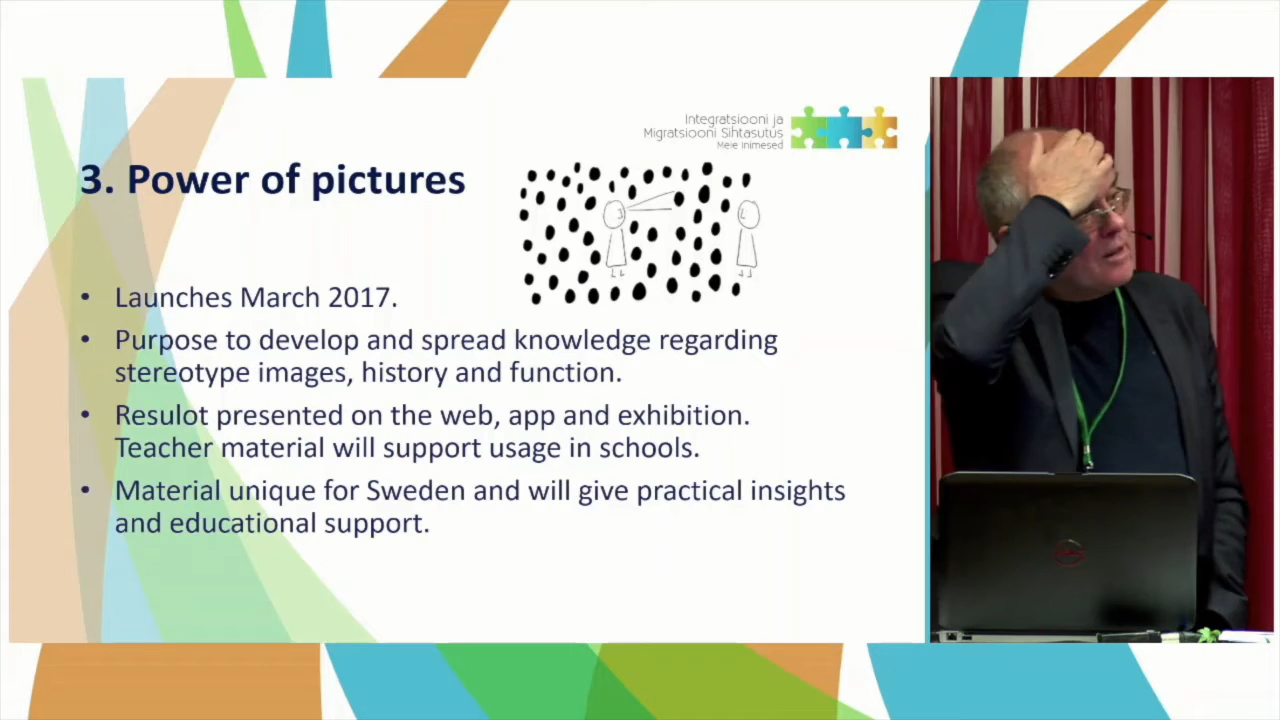 Integratsiooni ja
Migratsiooni Sihtasutus
Meie Inimesed
3. Power of pictures
• Launches March 2017.
• Purpose to develop and spread knowledge regarding
stereotype images, history and function.
• Resulot presented on the web, app and exhibition.
Teacher material will support usage in schools.
• Material unique for Sweden and will give practical insights
and educational support.